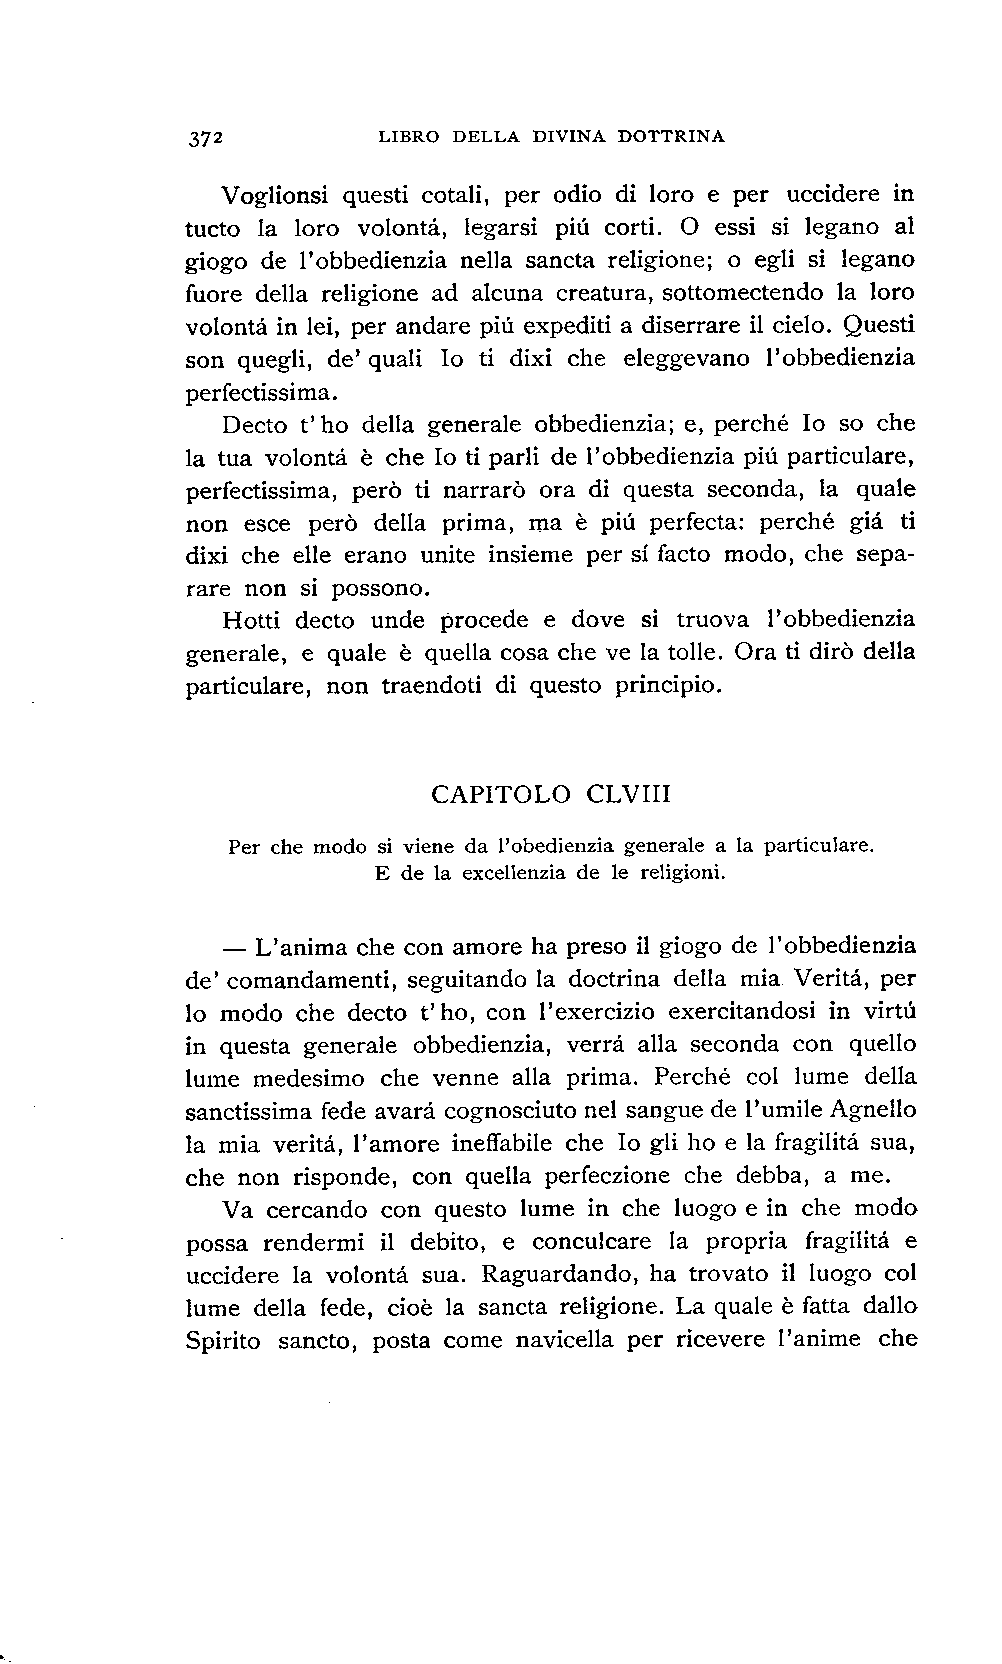 372 LIBRO DELLA DIVINA DOTTRINA
Voglionsi questi cotali, per odio di loro e per uccidere in
tucto la loro volontá, legarsi piú corti. O essi si legano al
giogo de l'obbedienzia nella sancta religione; o egli si legano
fuore della religione ad alcuna creatura, sottomectendo la loro
volontá in lei, per andare piú expediti a diserrare il cielo. Questi
son quegli, de' quali Io ti dixi che eleggevano l'obbedienzia
perfectissima.
Decto t'ho della generale obbedienzia; e, perché Io so che
la tua volontá è che Io ti parli de l'obbedienzia piú particulare,
perfectissima, però ti narrarò ora di questa seconda, la quale
non esce però della prima, ma è piú perfecta: perché giá ti
dixi che elle erano unite insieme per sí facto modo, che sepa-
rare non si possono.
Hotti decto unde procede e dove si truova l'obbedienzia
generale, e quale è quella cosa che ve la tolle. Ora ti dirò della
particulare, non traendoti di questo principio.
CAPITOLO CLVIII
Per che modo si viene da l'obedienzia generale a la particulare.
E de la excellenzia de le religioni.
— L'anima che con amore ha preso il giogo de l'obbedienzia
de' comandamenti, seguitando la doctrina della mia Veritá, per
lo modo che decto t'ho, con l'exercizio exercitandosi in virtú
in questa generale obbedienzia, verrá alla seconda con quello
lume medesimo che venne alla prima. Perché col lume della
sanctissima fede avará cognosciuto nel sangue de l'umile Agnello
la mia veritá, l'amore ineffabile che Io gli ho e la fragilitá sua,
che non risponde, con quella perfeczione che debba, a me.
Va cercando con questo lume in che luogo e in che modo
possa rendermi il debito, e conculcare la propria fragilitá e
uccidere la volontá sua. Raguardando, ha trovato il luogo col
lume della fede, cioè la sancta religione. La quale è fatta dallo
Spirito sancto, posta come navicella per ricevere l'anime che